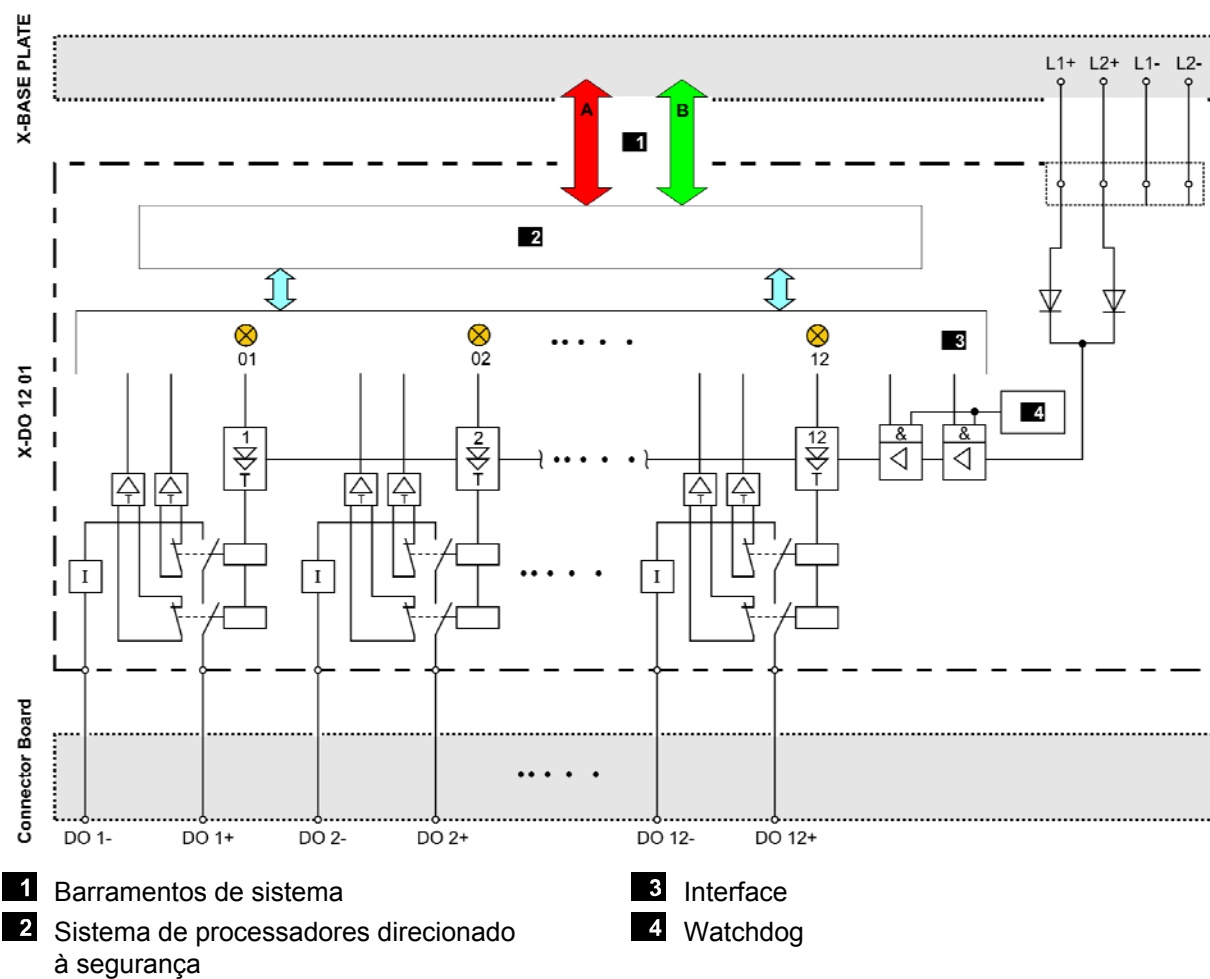 X-BASE PLATE
L1+ L2+ L1- L2-
A B
1
2
X-DO 12 01
01 02 12
3
4
1 2 12 & &
T T T
T T T T T T
I I I
Connector Board
DO 1- DO 1+ DO 2- DO 2+ DO 12- DO 12+
1 Barramentos de sistema
2 Sistema de processadores direcionado
à segurança
3 Interface
4 Watchdog